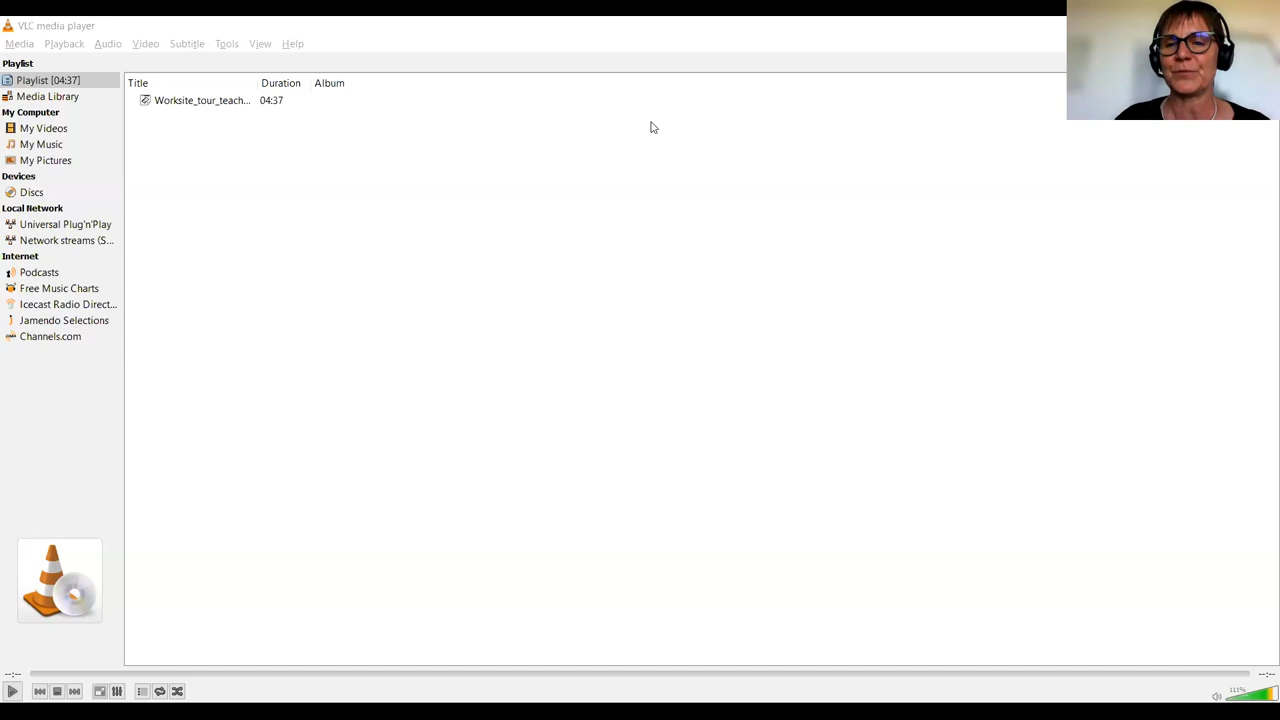 VLC media player
Media Playback Audio Video Subtitle Tools View Help
Playlist
Playlist [04:37]
Media Library
My Computer
My Videos
My Music
My Pictures
Devices
Discs
Local Network
Universal Plug'n'Play
Network streams (S...
Internet
Podcasts
Free Music Charts
Icecast Radio Direct...
Jamendo Selections
Channels.com
Title Duration Album
Worksite_tour_teach... 04:37
--:-- --:--
111%